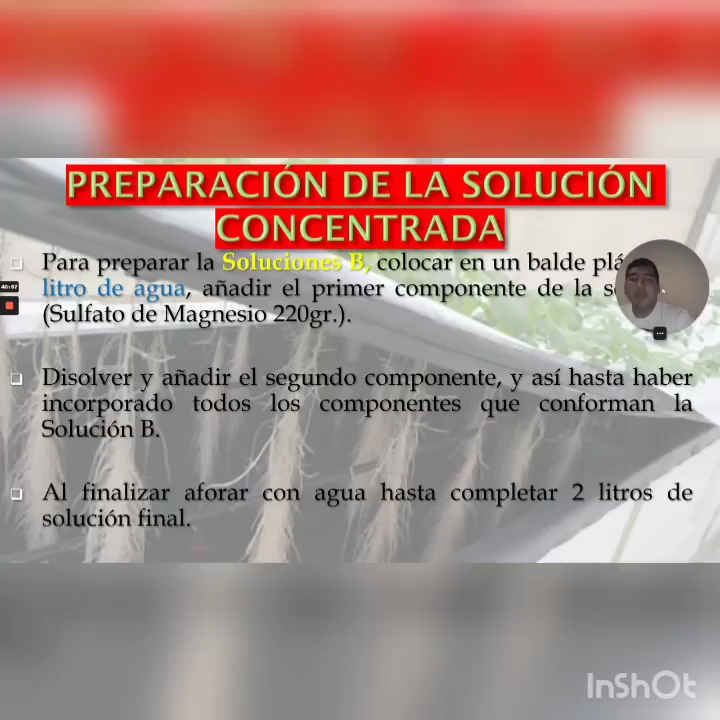 PREPARACIÓN DE LA SOLUCIÓN
CONCENTRADA
Para preparar la Soluciones B, colocar en un balde
litro de agua, añadir el primer componente de la
(Sulfato de Magnesio 220gr.).
Disolver y añadir el segundo componente, y así hasta haber
incorporado todos los componentes que conforman la
Solución B.
Al finalizar aforar con agua hasta completar 2 litros de
solución final.
InShOt